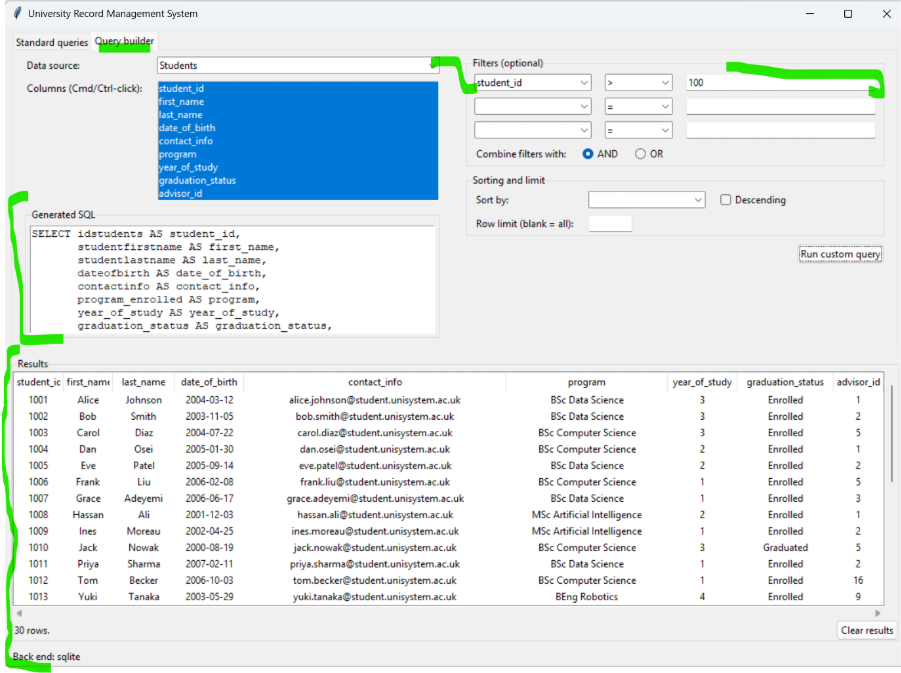 University Record Management System
Standard queries Query builder
Data source: Students
Columns (Cmd/Ctrl-click):
student_id
first_name
last_name
date_of_birth
contact_info
program
year_of_study
graduation_status
advisor_id
Filters (optional)
student_id > 100
=
=
Combine filters with: AND OR
Sorting and limit
Sort by: Descending
Row limit (blank = all):
Run custom query
Generated SQL
SELECT idstudents AS student_id,
studentfirstname AS first_name,
studentlastname AS last_name,
dateofbirth AS date_of_birth,
contactinfo AS contact_info,
program_enrolled AS program,
year_of_study AS year_of_study,
graduation_status AS graduation_status,
Results
student_id first_name last_name date_of_birth contact_info program year_of_study graduation_status advisor_id
1001 Alice Johnson 2004-03-12 alice.johnson@student.unisystem.ac.uk BSc Data Science 3 Enrolled 1
1002 Bob Smith 2003-11-05 bob.smith@student.unisystem.ac.uk BSc Data Science 3 Enrolled 2
1003 Carol Diaz 2004-07-22 carol.diaz@student.unisystem.ac.uk BSc Computer Science 3 Enrolled 5
1004 Dan Osei 2005-01-30 dan.osei@student.unisystem.ac.uk BSc Computer Science 2 Enrolled 1
1005 Eve Patel 2005-09-14 eve.patel@student.unisystem.ac.uk BSc Data Science 2 Enrolled 2
1006 Frank Liu 2006-02-08 frank.liu@student.unisystem.ac.uk BSc Computer Science 1 Enrolled 5
1007 Grace Adeyemi 2006-06-17 grace.adeyemi@student.unisystem.ac.uk BSc Data Science 1 Enrolled 3
1008 Hassan Ali 2001-12-03 hassan.ali@student.unisystem.ac.uk MSc Artificial Intelligence 2 Enrolled 1
1009 Ines Moreau 2002-04-25 ines.moreau@student.unisystem.ac.uk MSc Artificial Intelligence 1 Enrolled 2
1010 Jack Nowak 2000-08-19 jack.nowak@student.unisystem.ac.uk BSc Computer Science 3 Graduated 5
1011 Priya Sharma 2007-02-11 priya.sharma@student.unisystem.ac.uk BSc Data Science 1 Enrolled 2
1012 Tom Becker 2006-10-03 tom.becker@student.unisystem.ac.uk BSc Computer Science 1 Enrolled 16
1013 Yuki Tanaka 2003-05-29 yuki.tanaka@student.unisystem.ac.uk BEng Robotics 4 Enrolled 9
30 rows.
Clear results
Back end: sqlite